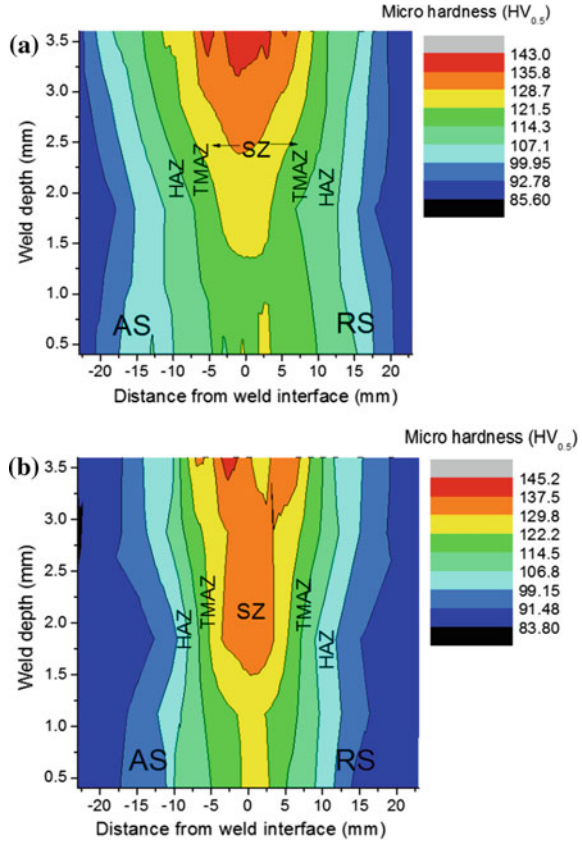 Micro hardness (HV0.5)
(a)
143.0
135.8
128.7
121.5
114.3
107.1
99.95
92.78
85.60
3.5
3.0
2.5
2.0
1.5
1.0
0.5
Weld depth (mm)
HAZ
TMAZ
SZ
TMAZ
HAZ
AS
RS
-20 -15 -10 -5 0 5 10 15 20
Distance from weld interface (mm)
Micro hardness (HV0.5)
(b)
145.2
137.5
129.8
122.2
114.5
106.8
99.15
91.48
83.80
3.5
3.0
2.5
2.0
1.5
1.0
0.5
Weld depth (mm)
HAZ
TMAZ
SZ
TMAZ
HAZ
AS
RS
-20 -15 -10 -5 0 5 10 15 20
Distance from weld interface (mm)